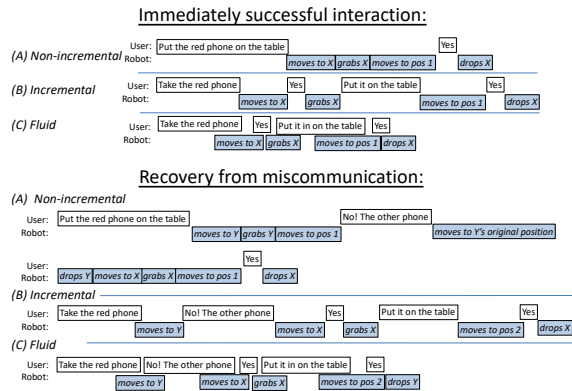 Immediately successful interaction:
(A) Non-incremental
User: Put the red phone on the table Yes
Robot: moves to X grabs X moves to pos 1 drops X
(B) Incremental
User: Take the red phone Yes Put it on the table Yes
Robot: moves to X grabs X moves to pos 1 drops X
(C) Fluid
User: Take the red phone Yes Put it in on the table Yes
Robot: moves to X grabs X moves to pos 1 drops X
Recovery from miscommunication:
(A) Non-incremental
User: Put the red phone on the table No! The other phone
Robot: moves to Y grabs Y moves to pos 1 moves to Y's original position
User: Yes
Robot: drops Y moves to X grabs X moves to pos 1 drops X
(B) Incremental
User: Take the red phone No! The other phone Yes Put it on the table Yes
Robot: moves to Y moves to X grabs X moves to pos 2 drops X
(C) Fluid
User: Take the red phone No! The other phone Yes Put it in on the table Yes
Robot: moves to Y moves to X grabs X moves to pos 2 drops Y